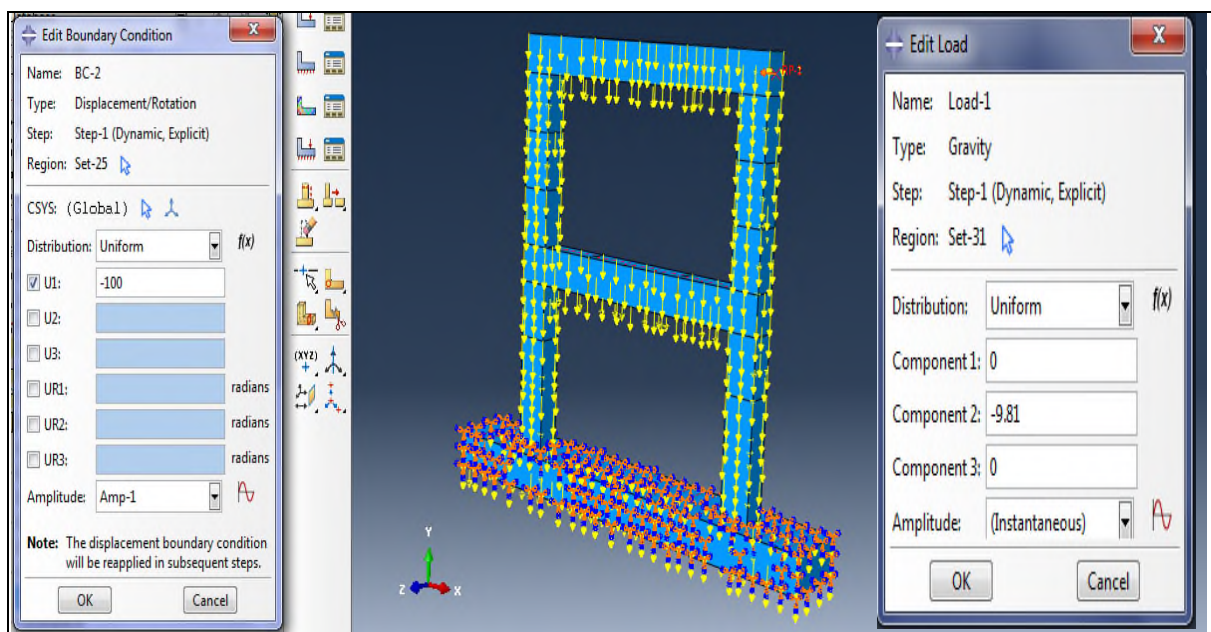 Edit Boundary Condition
X
Name: BC-2
Type: Displacement/Rotation
Step: Step-1 (Dynamic, Explicit)
Region: Set-25
CSYS: (Global)
Distribution: Uniform f(x)
U1: -100
U2:
U3:
UR1: radians
UR2: radians
UR3: radians
Amplitude: Amp-1
Note: The displacement boundary condition
will be reapplied in subsequent steps.
OK Cancel
(XYZ)
Y
Z X
Edit Load
X
Name: Load-1
Type: Gravity
Step: Step-1 (Dynamic, Explicit)
Region: Set-31
Distribution: Uniform f(x)
Component 1: 0
Component 2: -9.81
Component 3: 0
Amplitude: (Instantaneous)
OK Cancel